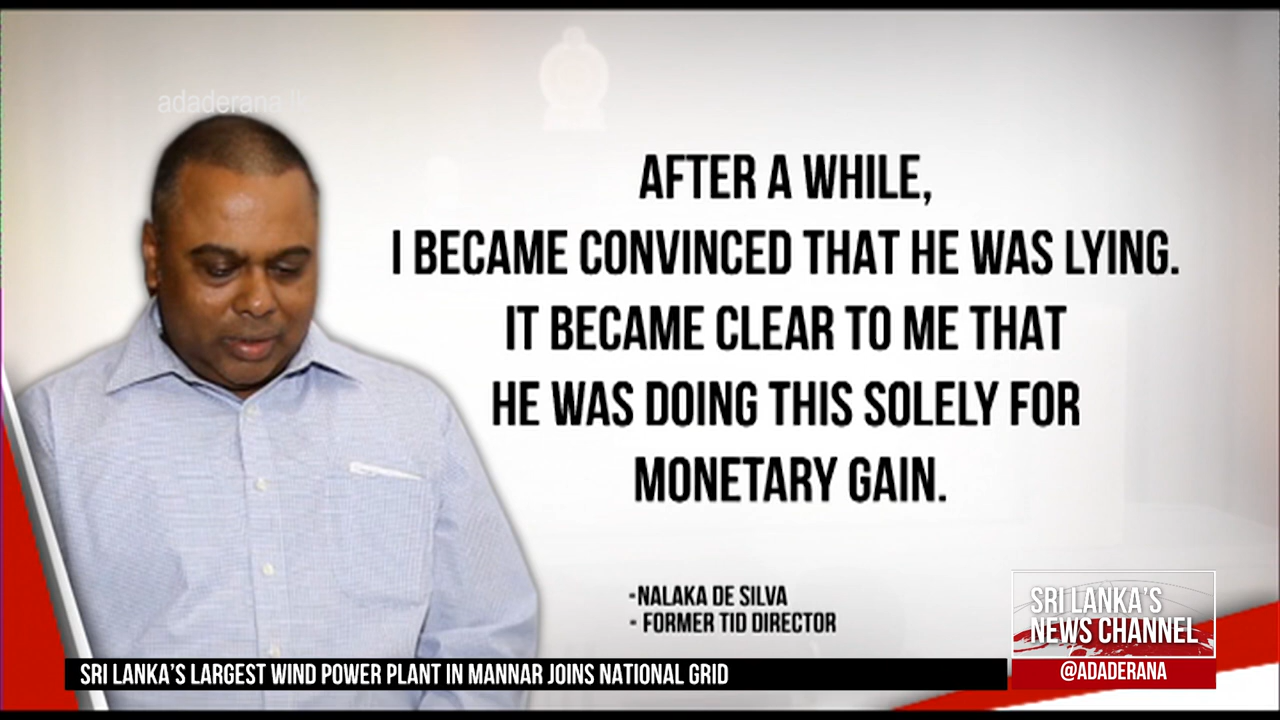 adaderana.lk
AFTER A WHILE,
I BECAME CONVINCED THAT HE WAS LYING.
IT BECAME CLEAR TO ME THAT
HE WAS DOING THIS SOLELY FOR
MONETARY GAIN.
-NALAKA DE SILVA
- FORMER TID DIRECTOR
SRI LANKA'S
NEWS CHANNEL
@ADADERANA
SRI LANKA'S LARGEST WIND POWER PLANT IN MANNAR JOINS NATIONAL GRID